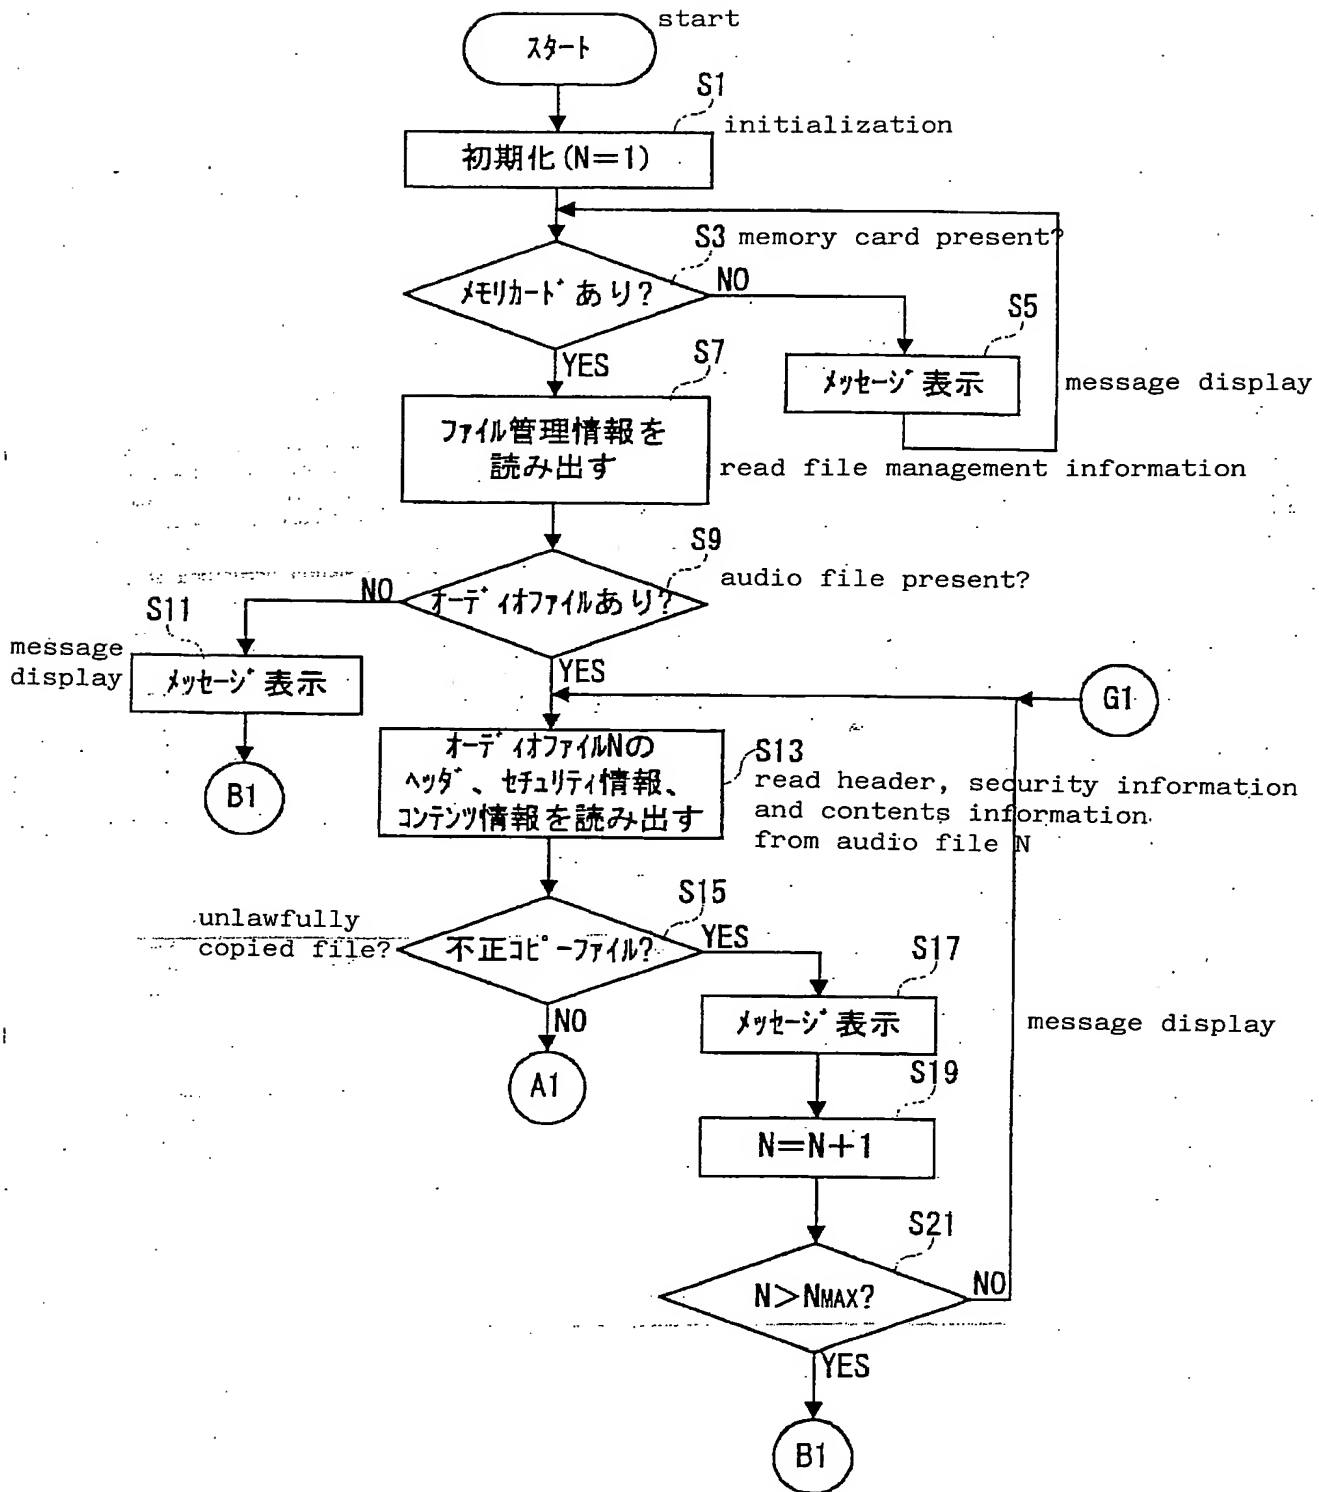 スタート
start
S1
initialization
初期化(N=1)
S3 memory card present?
メモリカードあり?
NO
S5
YES
S7
メッセージ表示
message display
ファイル管理情報を
読み出す
read file management information
S9
audio file present?
NO
オーディオファイルあり?
S11
message
display
メッセージ表示
YES
G1
B1
オーディオファイルNの
ヘッダ、セチュリティ情報、
コンテンツ情報を読み出す
S13
read header, security information
and contents information
from audio file N
S15
unlawfully
copied file?
不正コピーファイル?
YES
S17
NO
メッセージ表示
message display
A1
S19
N=N+1
S21
N>NMAX?
NO
YES
B1